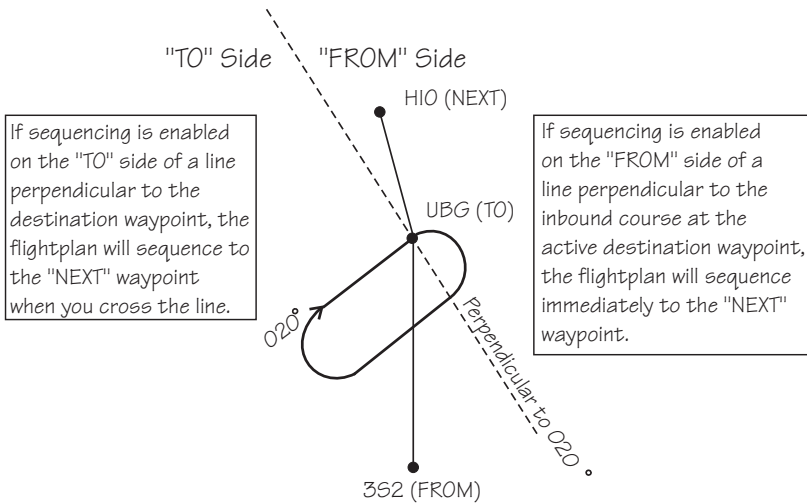 "TO" Side
"FROM" Side
HIO (NEXT)
If sequencing is enabled
on the "TO" side of a line
perpendicular to the
destination waypoint, the
flightplan will sequence to
the "NEXT" waypoint
when you cross the line.
If sequencing is enabled
on the "FROM" side of a
line perpendicular to the
inbound course at the
active destination waypoint,
the flightplan will sequence
immediately to the "NEXT"
waypoint.
UBG (TO)
020°
Perpendicular to 020 °
3S2 (FROM)